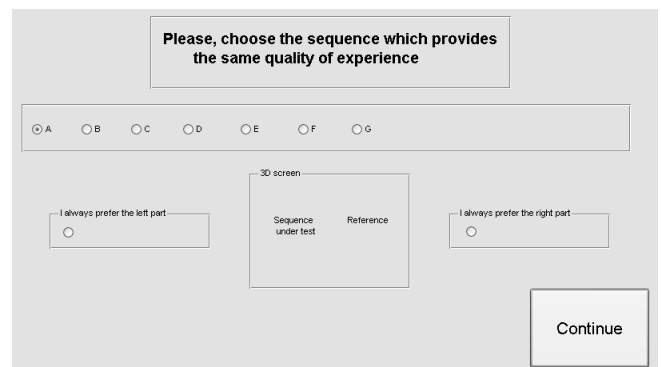 Please, choose the sequence which provides
the same quality of experience
A B C D E F G
3D screen
I always prefer the left part
Sequence
under test
Reference
I always prefer the right part
Continue